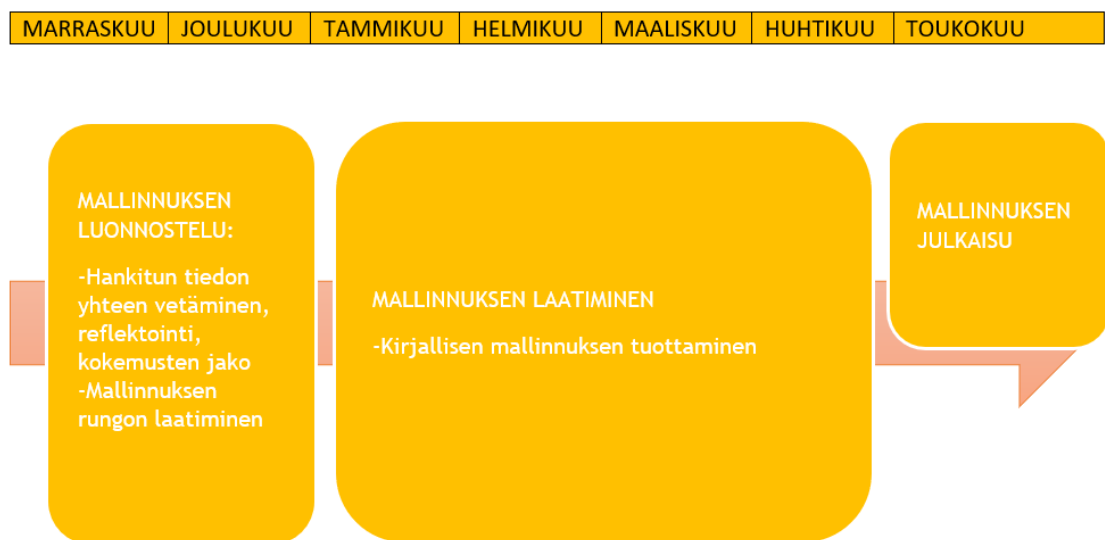 MARRASKUU JOULUKUU TAMMIKUU HELMIKUU MAALISKUU HUHTIKUU TOUKOKUU
MALLINNUKSEN
LUONNOSTELU:
-Hankitun tiedon
yhteen vetäminen,
reflektointi,
kokemusten jako
-Mallinnuksen
rungon laatiminen
MALLINNUKSEN LAATIMINEN
-Kirjallisen mallinnuksen tuottaminen
MALLINNUKSEN
JULKAISU